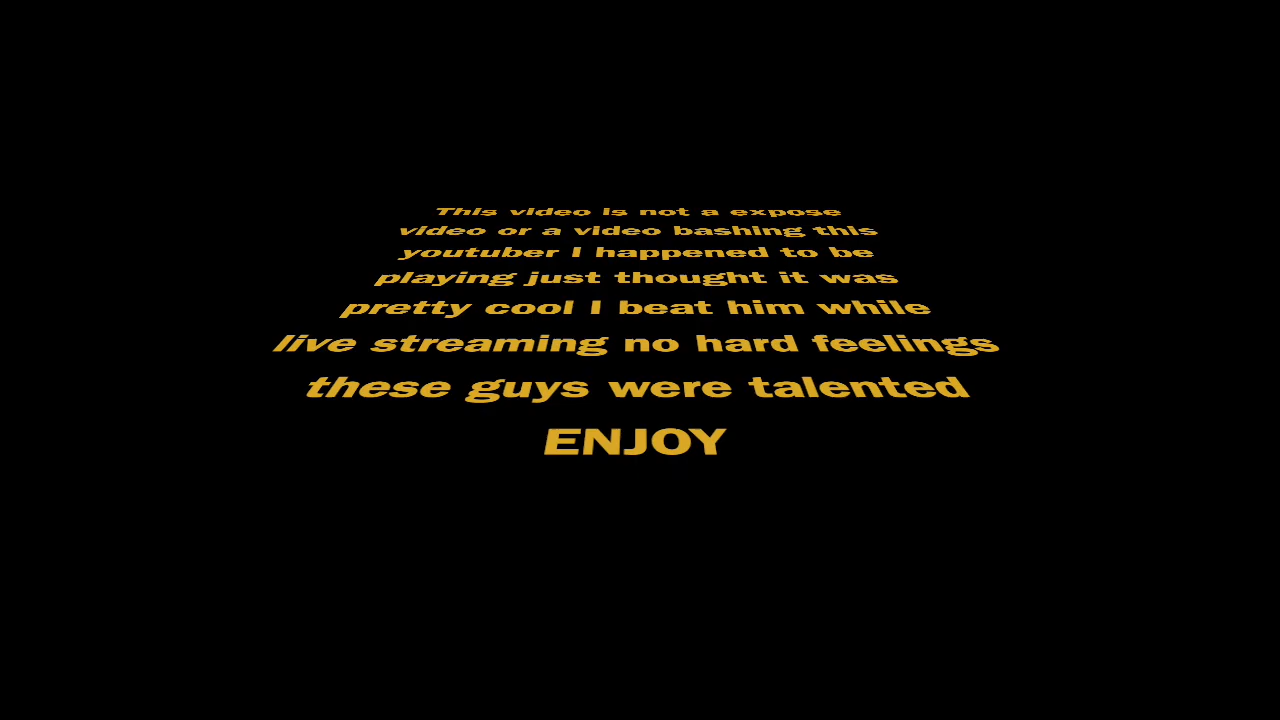 This video is not a expose
video or a video bashing this
youtuber I happened to be
playing just thought it was
pretty cool I beat him while
live streaming no hard feelings
these guys were talented
ENJOY